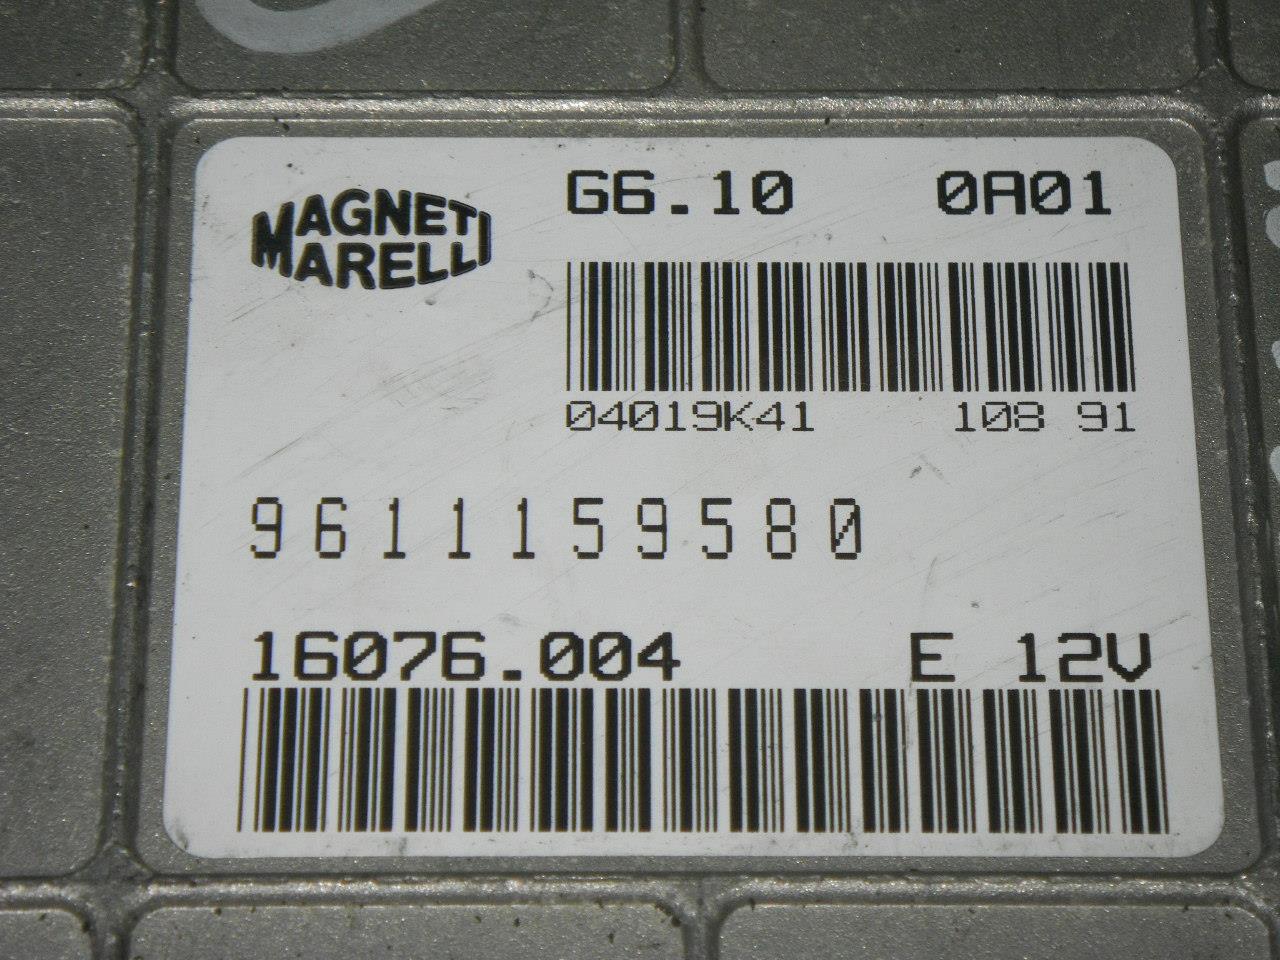 MAGNETI
MARELLI
G6.10 0A01
04019K41 108 91
9611159580
16076.004 E 12V